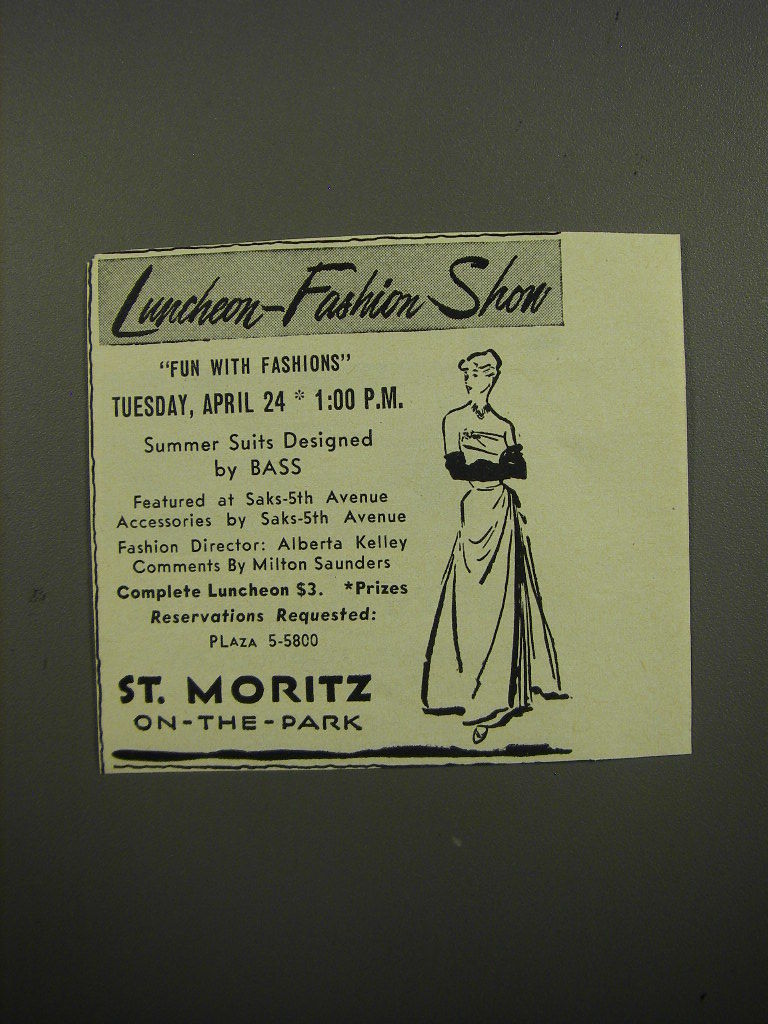 Luncheon-Fashion Show
"FUN WITH FASHIONS"
TUESDAY, APRIL 24 * 1:00 P.M.
Summer Suits Designed
by BASS
Featured at Saks-5th Avenue
Accessories by Saks-5th Avenue
Fashion Director: Alberta Kelley
Comments By Milton Saunders
Complete Luncheon $3. *Prizes
Reservations Requested:
PLAZA 5-5800
ST. MORITZ
ON-THE-PARK